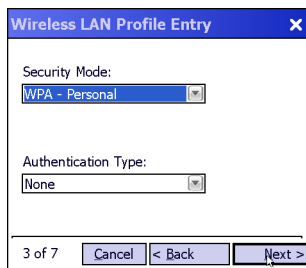 Wireless LAN Profile Entry
Security Mode:
WPA - Personal
Authentication Type:
None
3 of 7 Cancel < Back Next >